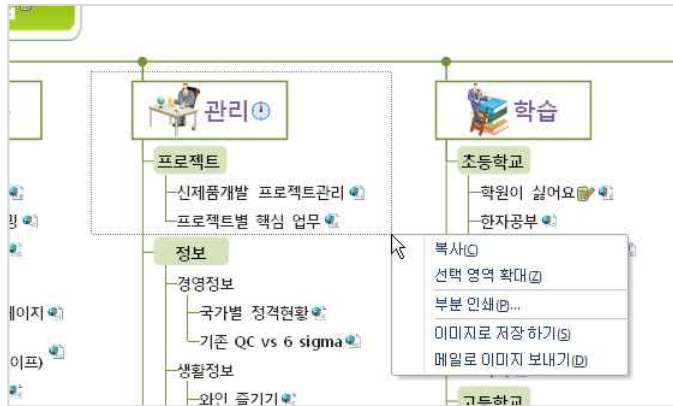 관리
학습
프로젝트
초등학교
신제품개발 프로젝트관리
학원이 싫어요
프로젝트별 핵심 업무
한자공부
정보
복사(C)
선택 영역 확대(Z)
부분 인쇄(P)...
이미지로 저장 하기(S)
메일로 이미지 보내기(D)
경영정보
국가별 정격현황
기존 QC vs 6 sigma
생활정보
와인 즐기기
고등학교
페이지
이프)